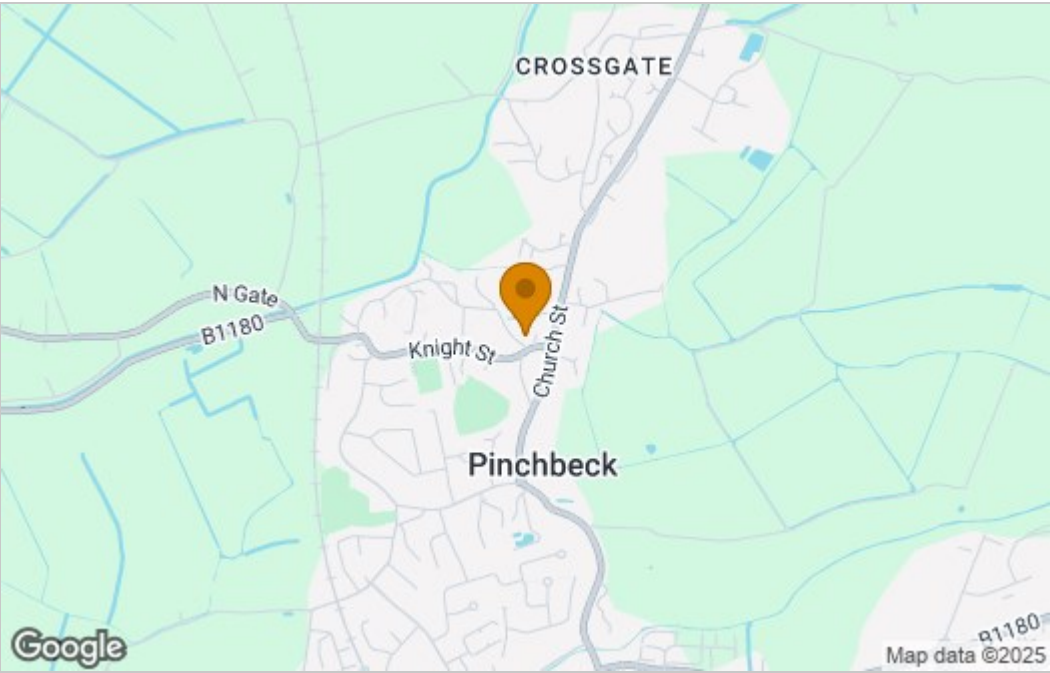 CROSSGATE
N Gate
B1180
Knight St
Church St
Pinchbeck
B1180
Google
Map data ©2025